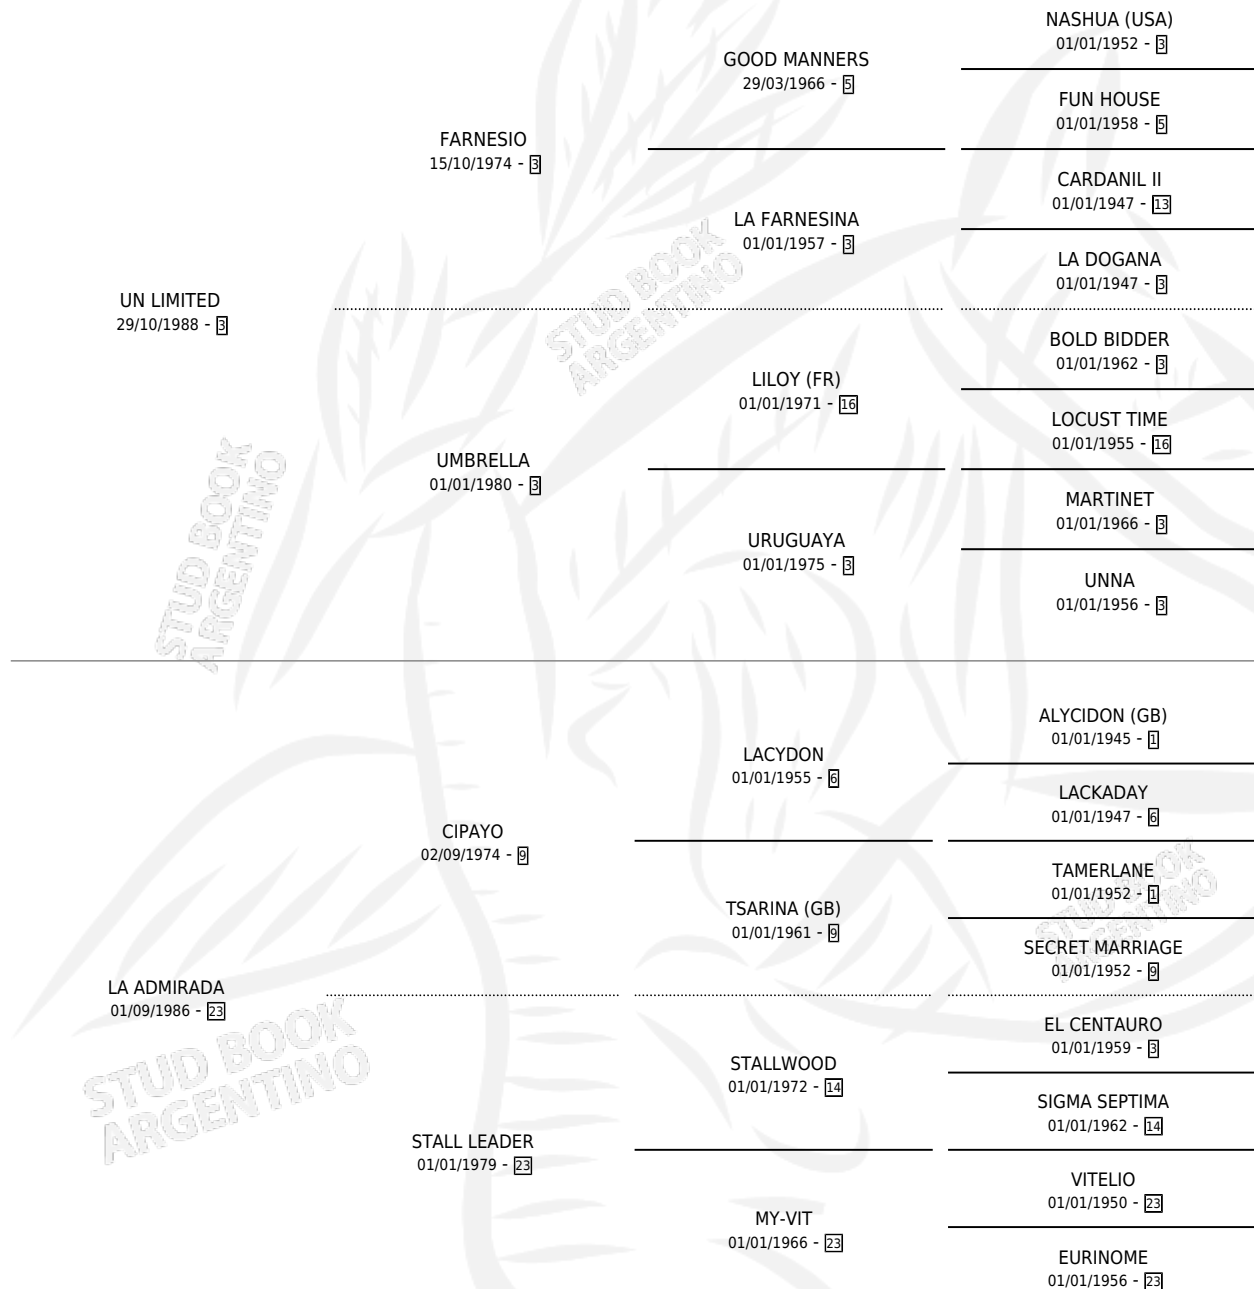 NASHUA (USA)
01/01/1952 - 3
GOOD MANNERS
29/03/1966 - 5
FUN HOUSE
01/01/1958 - 5
FARNESIO
15/10/1974 - 3
CARDANIL II
01/01/1947 - 13
LA FARNESINA
01/01/1957 - 3
LA DOGANA
01/01/1947 - 3
UN LIMITED
29/10/1988 - 3
BOLD BIDDER
01/01/1962 - 3
LILOY (FR)
01/01/1971 - 16
LOCUST TIME
01/01/1955 - 16
UMBRELLA
01/01/1980 - 3
MARTINET
01/01/1966 - 3
URUGUAYA
01/01/1975 - 3
UNNA
01/01/1956 - 3
ALYCIDON (GB)
01/01/1945 - 1
LACYDON
01/01/1955 - 6
LACKADAY
01/01/1947 - 6
CIPAYO
02/09/1974 - 9
TAMERLANE
01/01/1952 - 1
TSARINA (GB)
01/01/1961 - 9
SECRET MARRIAGE
01/01/1952 - 9
LA ADMIRADA
01/09/1986 - 23
EL CENTAURO
01/01/1959 - 3
STALLWOOD
01/01/1972 - 14
SIGMA SEPTIMA
01/01/1962 - 14
STALL LEADER
01/01/1979 - 23
VITELIO
01/01/1950 - 23
MY-VIT
01/01/1966 - 23
EURINOME
01/01/1956 - 23
STUD BOOK
ARGENTINO
STUD BOOK
ARGENTINO
STUD BOOK
ARGENTINO
STUD BOOK
ARGENTINO